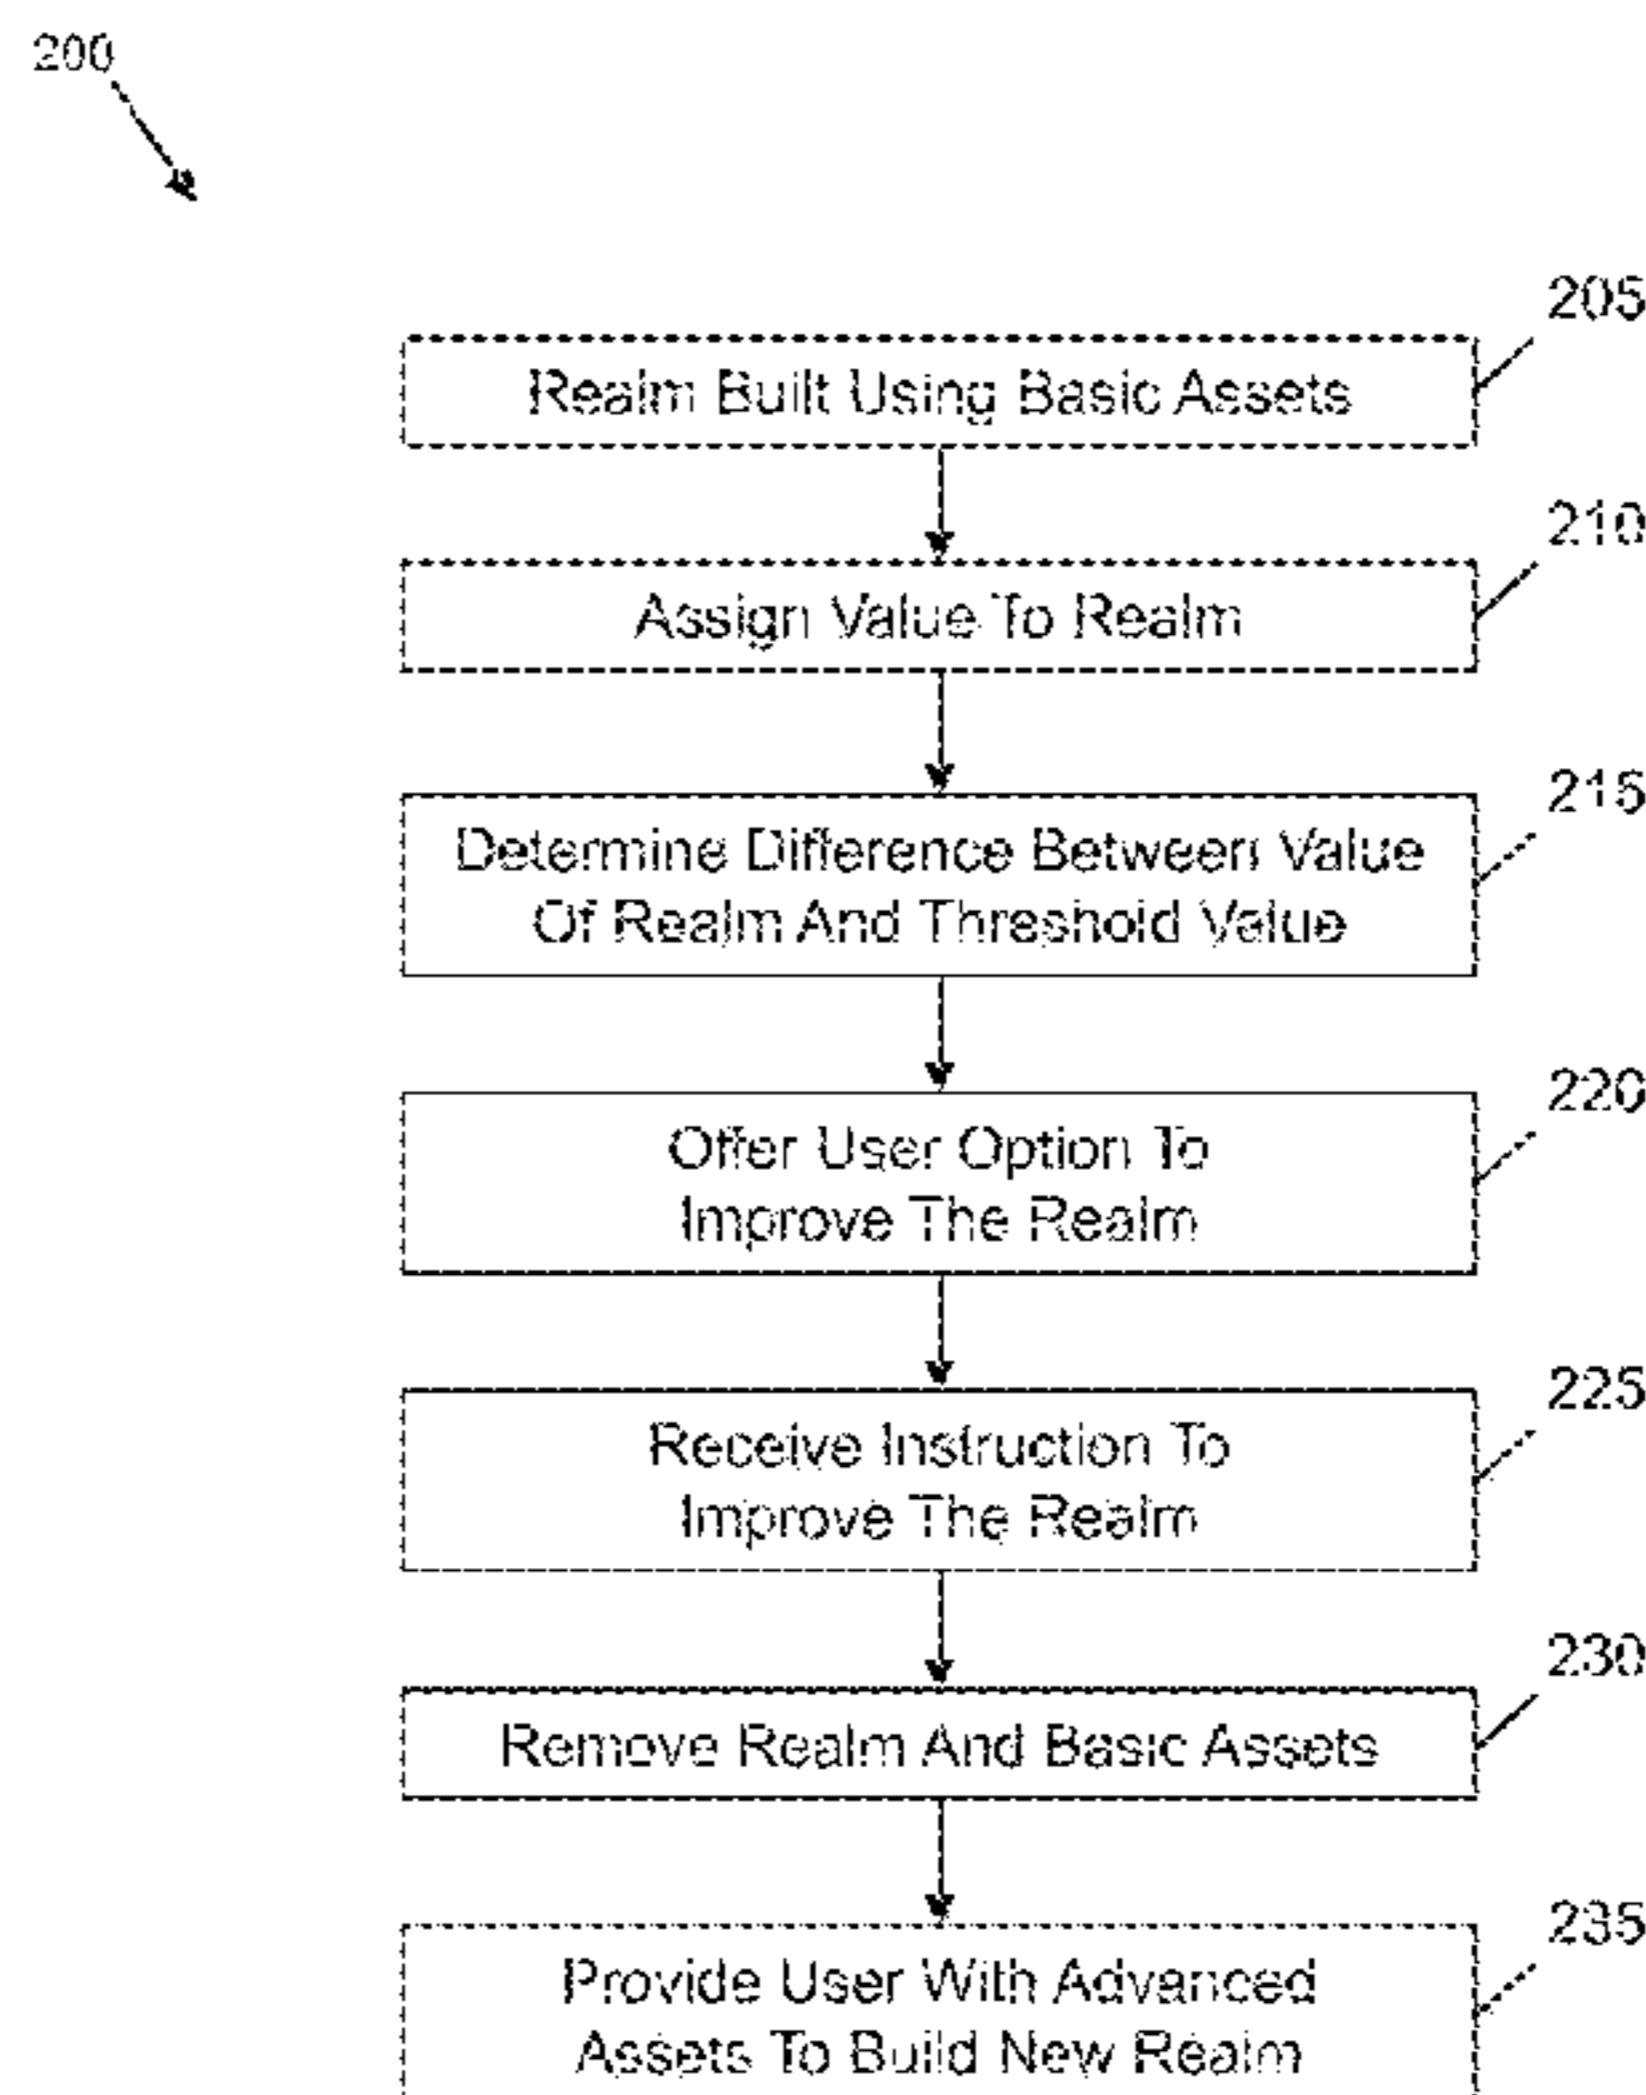 200
205
Realm Built Using Basic Assets
210
Assign Value To Realm
215
Determine Difference Between Value
Of Realm And Threshold Value
220
Offer User Option To
Improve The Realm
225
Receive Instruction To
Improve The Realm
230
Remove Realm And Basic Assets
235
Provide User With Advanced
Assets To Build New Realm